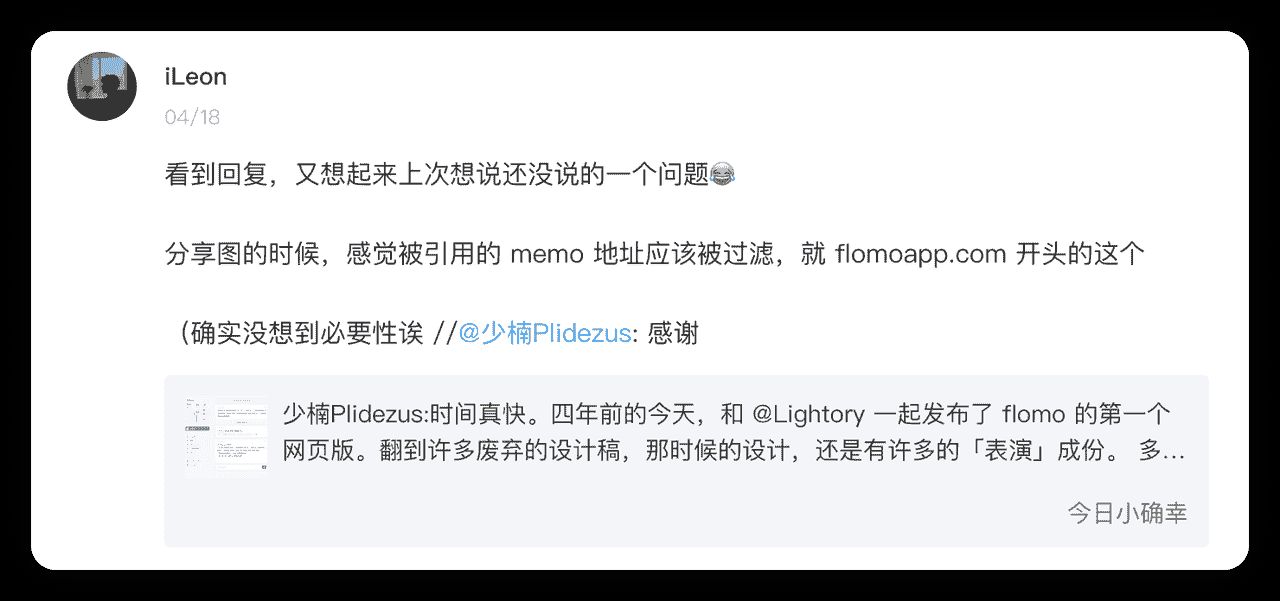 iLeon
04/18
看到回复，又想起来上次想说还没说的一个问题😂
分享图的时候，感觉被引用的 memo 地址应该被过滤，就 flomoapp.com 开头的这个
（确实没想到必要性诶 //@少楠Plidezus: 感谢
少楠Plidezus:时间真快。四年前的今天，和 @Lightory 一起发布了 flomo 的第一个
网页版。翻到许多废弃的设计稿，那时候的设计，还是有许多的「表演」成份。 多...
今日小确幸